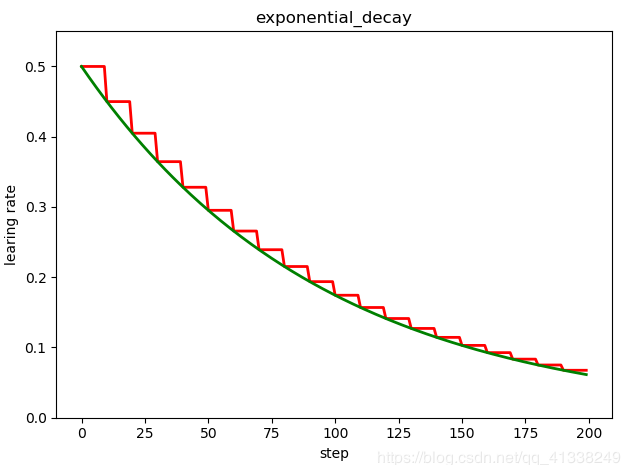 exponential_decay
learing rate
0.5
0.4
0.3
0.2
0.1
0.0
0 25 50 75 100 125 150 175 200
step
https://blog.csdn.net/qq_41338249